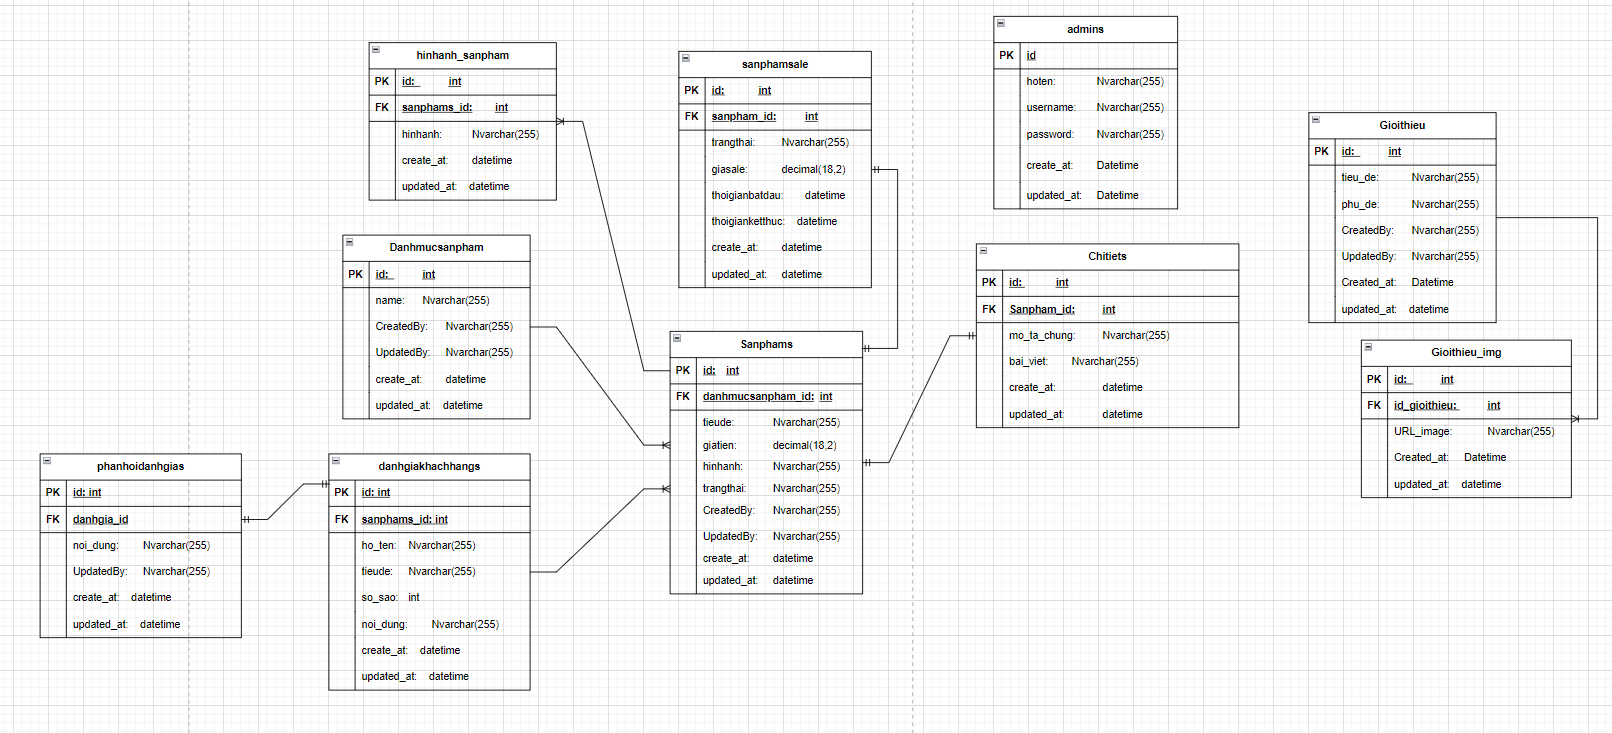 hinhanh_sanpham
PK id: int
FK sanphams_id: int
hinhanh: Nvarchar(255)
create_at: datetime
updated_at: datetime
sanphamsale
PK id: int
FK sanpham_id: int
trangthai: Nvarchar(255)
giasale: decimal(18,2)
thoigianbatdau: datetime
thoigianketthuc: datetime
create_at: datetime
updated_at: datetime
admins
PK id
hoten: Nvarchar(255)
username: Nvarchar(255)
password: Nvarchar(255)
create_at: Datetime
updated_at: Datetime
Gioithieu
PK id: int
tieu_de: Nvarchar(255)
phu_de: Nvarchar(255)
CreatedBy: Nvarchar(255)
UpdatedBy: Nvarchar(255)
Created_at: Datetime
updated_at: datetime
Danhmucsanpham
PK id: int
name: Nvarchar(255)
CreatedBy: Nvarchar(255)
UpdatedBy: Nvarchar(255)
create_at: datetime
updated_at: datetime
Sanphams
PK id: int
FK danhmucsanpham_id: int
tieude: Nvarchar(255)
giatien: decimal(18,2)
hinhanh: Nvarchar(255)
trangthai: Nvarchar(255)
CreatedBy: Nvarchar(255)
UpdatedBy: Nvarchar(255)
create_at: datetime
updated_at: datetime
Chitiets
PK id: int
FK Sanpham_id: int
mo_ta_chung: Nvarchar(255)
bai_viet: Nvarchar(255)
create_at: datetime
updated_at: datetime
Gioithieu_img
PK id: int
FK id_gioithieu: int
URL_image: Nvarchar(255)
Created_at: Datetime
updated_at: datetime
phanhoidanhgias
PK id: int
FK danhgia_id
noi_dung: Nvarchar(255)
UpdatedBy: Nvarchar(255)
create_at: datetime
updated_at: datetime
danhgiakhachhangs
PK id: int
FK sanphams_id: int
ho_ten: Nvarchar(255)
tieude: Nvarchar(255)
so_sao: int
noi_dung: Nvarchar(255)
create_at: datetime
updated_at: datetime